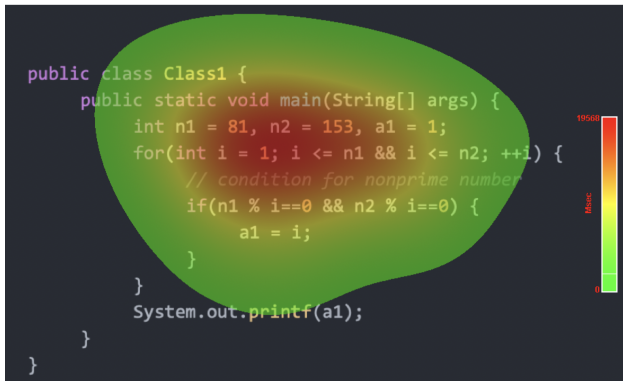 public class Class1 {
public static void main(String[] args) {
int n1 = 81, n2 = 153, a1 = 1;
for(int i = 1; i <= n1 && i <= n2; ++i) {
// condition for nonprime number
if(n1 % i==0 && n2 % i==0) {
a1 = i;
}
}
System.out.printf(a1);
}
}
19560
Msec
0